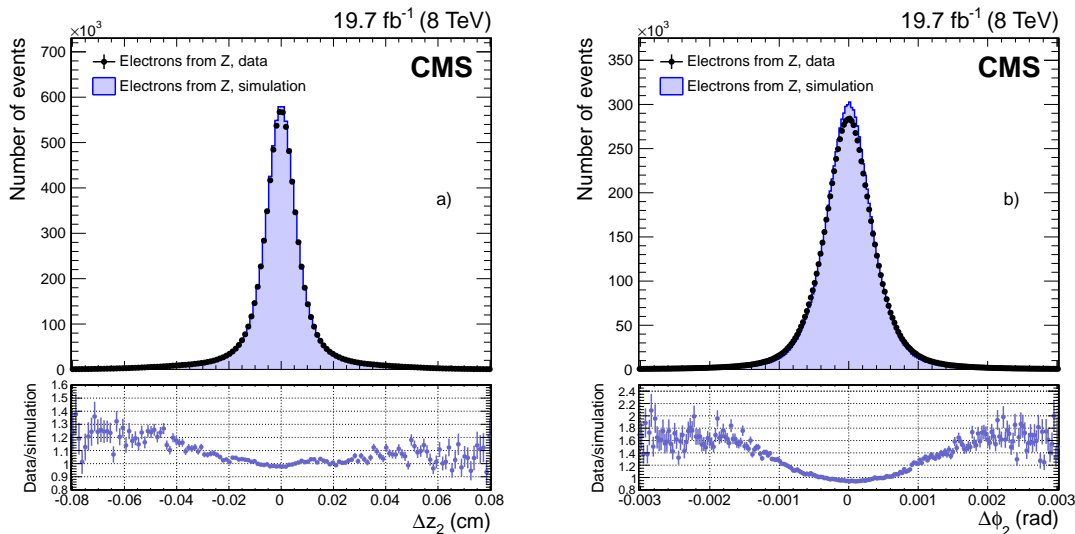 19.7 fb⁻¹ (8 TeV)
×10³
700
600
500
400
300
200
100
0
Number of events
Electrons from Z, data
Electrons from Z, simulation
CMS
a)
1.6
1.5
1.4
1.3
1.2
1.1
1
0.9
0.8
Data/simulation
-0.08 -0.06 -0.04 -0.02 0 0.02 0.04 0.06 0.08
Δz₂ (cm)
19.7 fb⁻¹ (8 TeV)
×10³
350
300
250
200
150
100
50
0
Number of events
Electrons from Z, data
Electrons from Z, simulation
CMS
b)
2.4
2.2
2
1.8
1.6
1.4
1.2
1
0.8
Data/simulation
-0.003 -0.002 -0.001 0 0.001 0.002 0.003
Δϕ₂ (rad)